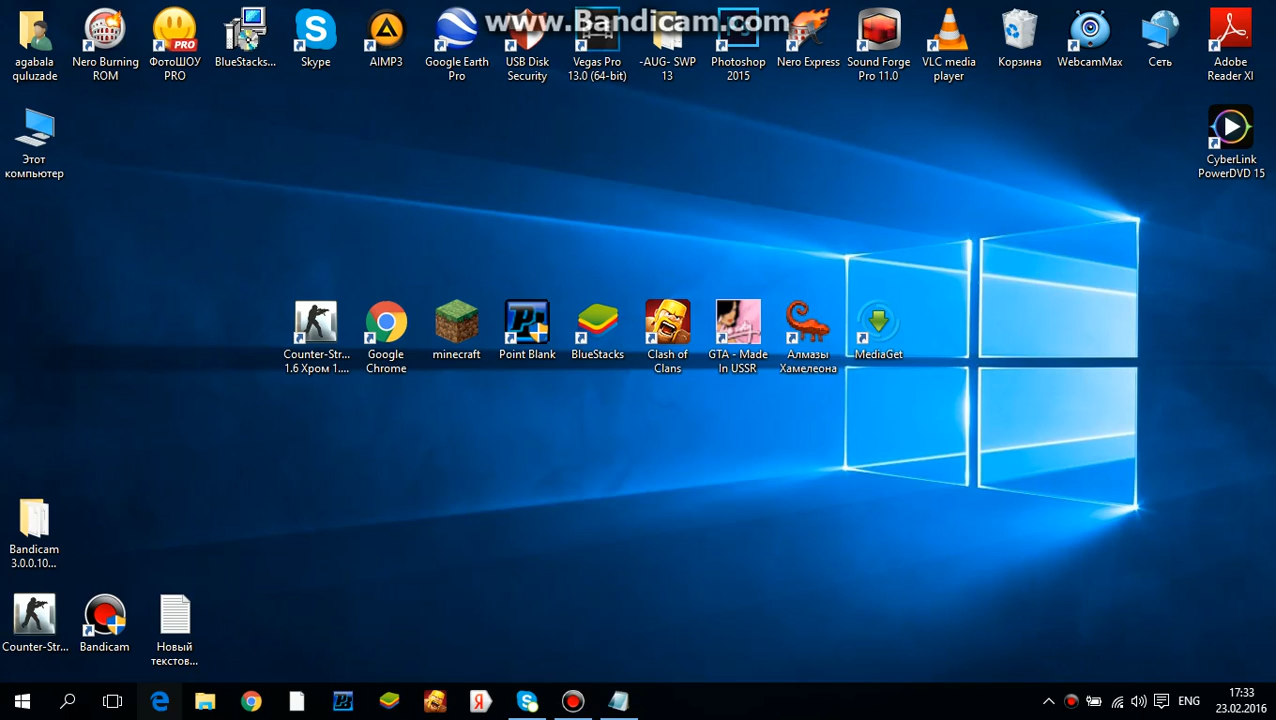 www.Bandicam.com
agabala
quluzade
Nero Burning
ROM
ФотоШОУ
PRO
PRO
BlueStacks...
Skype
AIMP3
Google Earth
Pro
USB Disk
Security
Vegas Pro
13.0 (64-bit)
-AUG- SWP
13
Photoshop
2015
Nero Express
Sound Forge
Pro 11.0
VLC media
player
Корзина
WebcamMax
Сеть
Adobe
Reader XI
Этот
компьютер
CyberLink
PowerDVD 15
Counter-Str...
1.6 Хром 1....
Google
Chrome
minecraft
Point Blank
BlueStacks
Clash of
Clans
GTA - Made
In USSR
Алмазы
Хамелеона
MediaGet
Bandicam
3.0.0.10...
Counter-Str...
Bandicam
Новый
текстов...
Я
ENG
17:33
23.02.2016